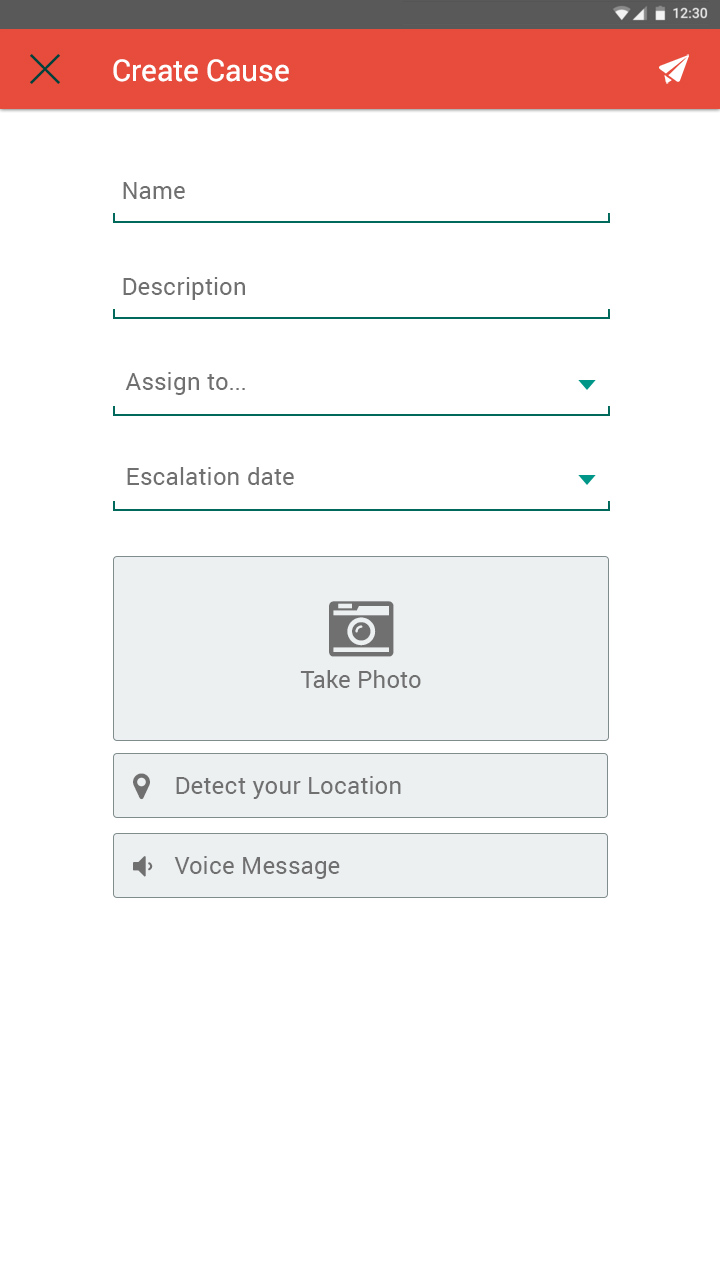 12:30
Create Cause
Name
Description
Assign to...
Escalation date
Take Photo
Detect your Location
Voice Message